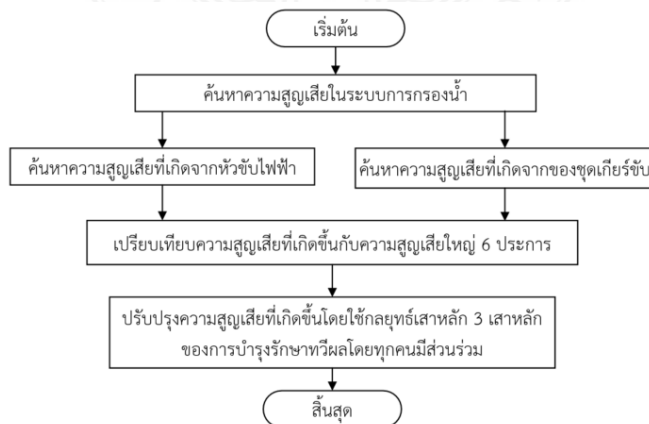 เริ่มต้น
ค้นหาความสูญเสียในระบบการกรองน้ำ
ค้นหาความสูญเสียที่เกิดจากหัวขับไฟฟ้า
ค้นหาความสูญเสียที่เกิดจากของชุดเกียร์ขับ
เปรียบเทียบความสูญเสียที่เกิดขึ้นกับความสูญเสียใหญ่ 6 ประการ
ปรับปรุงความสูญเสียที่เกิดขึ้นโดยใช้กลยุทธ์เสาหลัก 3 เสาหลัก
ของการบำรุงรักษาทวีผลโดยทุกคนมีส่วนร่วม
สิ้นสุด